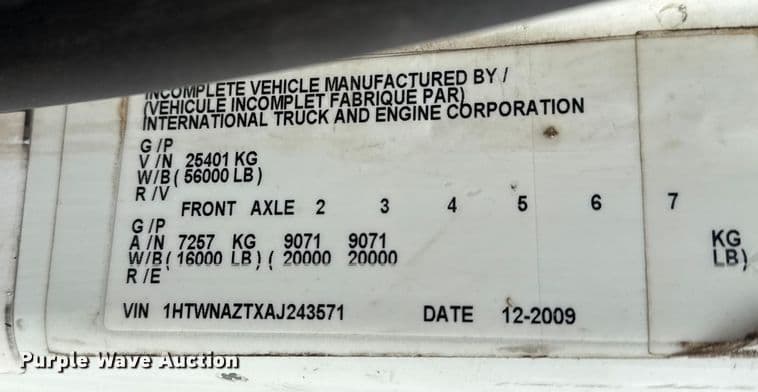 INCOMPLETE VEHICLE MANUFACTURED BY /
(VEHICULE INCOMPLET FABRIQUE PAR)
INTERNATIONAL TRUCK AND ENGINE CORPORATION
G /P
V /N 25401 KG
W/B ( 56000 LB )
R /V
FRONT AXLE 2 3 4 5 6 7
G /P
A /N 7257 KG 9071 9071 KG
W/B ( 16000 LB ) ( 20000 20000 LB )
R /E
VIN 1HTWNAZTXAJ243571 DATE 12-2009
Purple Wave Auction